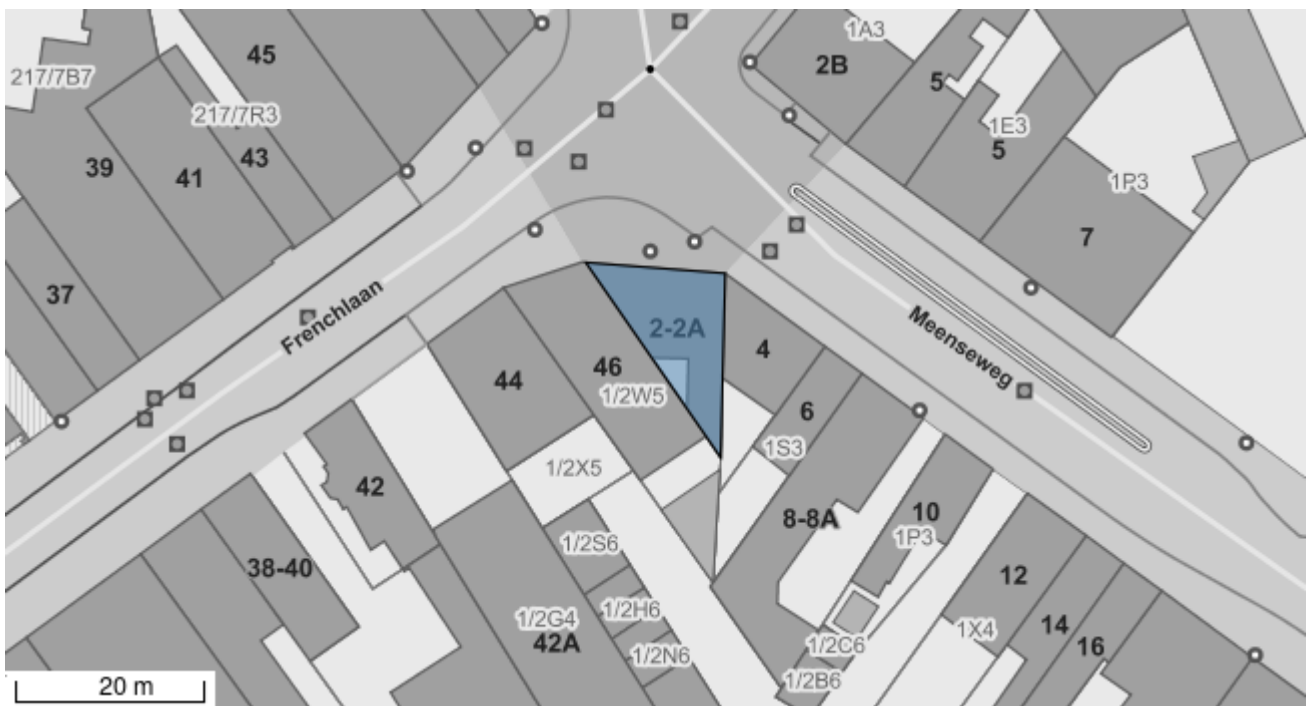 45
1A3
2B
217/7B7
5
217/7R3
1E3
39
43
5
41
1P3
7
37
Frenchlaan
2-2A
Meenseweg
4
46
44
1/2W5
6
1S3
1/2X5
42
8-8A
10
1P3
1/2S6
38-40
12
1/2H6
1/2G4
14
1X4
42A
1/2C6
16
1/2N6
1/2B6
20 m